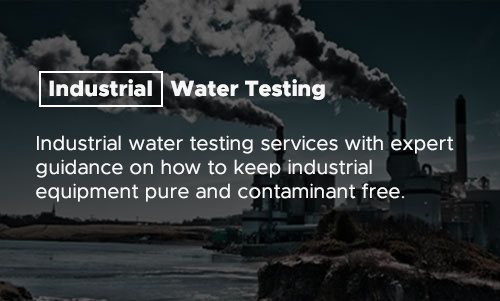 Industrial Water Testing
Industrial water testing services with expert
guidance on how to keep industrial
equipment pure and contaminant free.